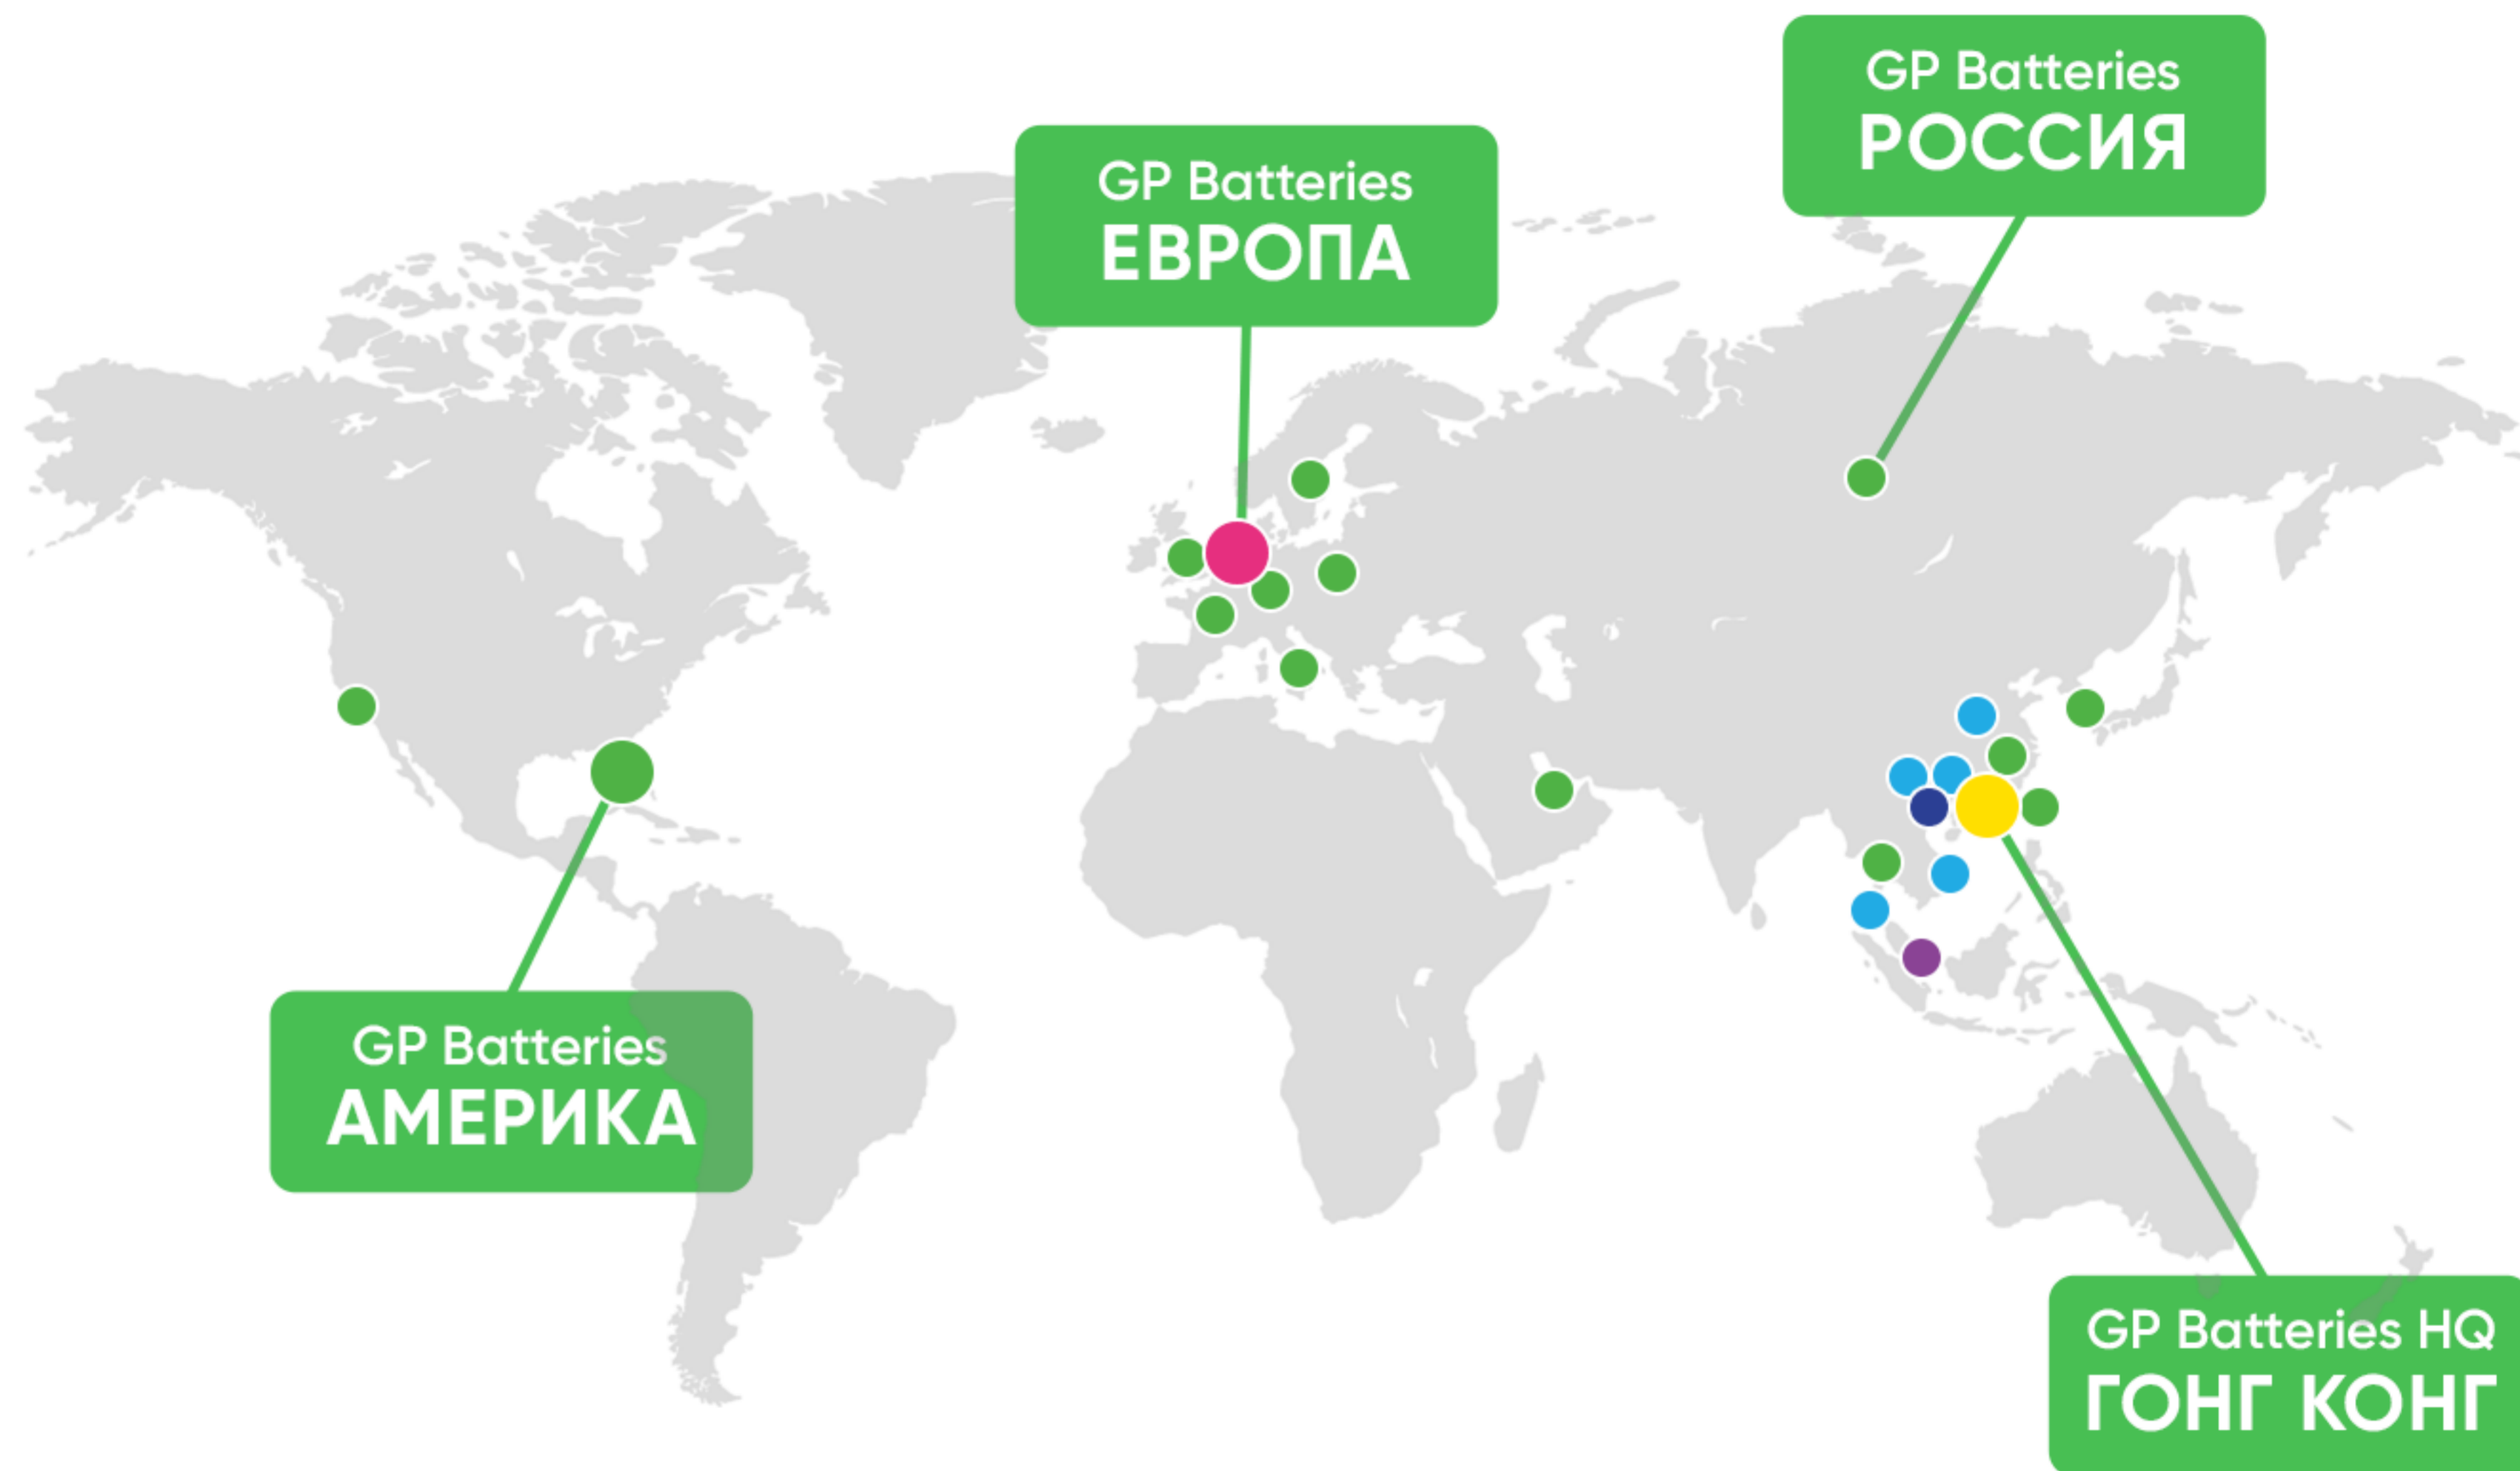 GP Batteries
РОССИЯ
GP Batteries
ЕВРОПА
GP Batteries
АМЕРИКА
GP Batteries HQ
ГОНГ КОНГ